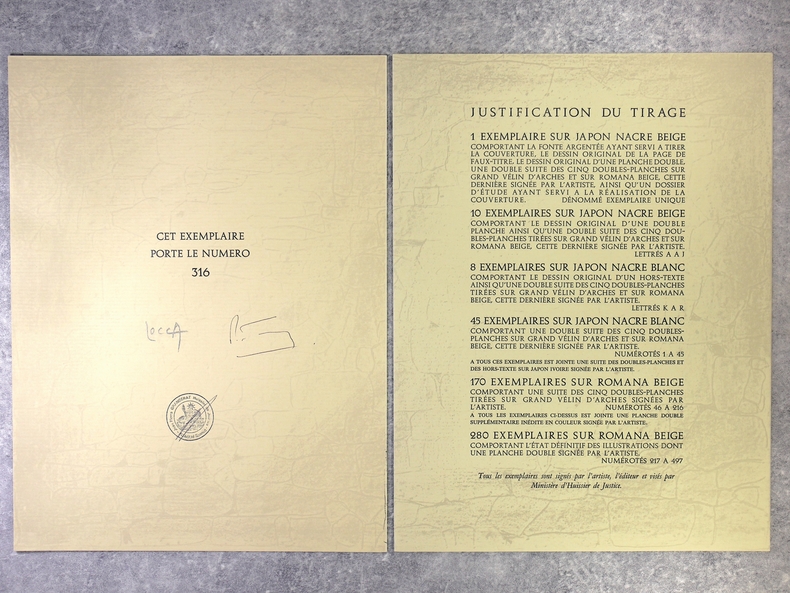 CET EXEMPLAIRE
PORTE LE NUMERO
316
JUSTIFICATION DU TIRAGE
1 EXEMPLAIRE SUR JAPON NACRE BEIGE
COMPORTANT LA FONTE ARGENTÉE AYANT SERVI A TIRER
LA COUVERTURE, LE DESSIN ORIGINAL DE LA PAGE DE
FAUX-TITRE, LE DESSIN ORIGINAL D'UNE PLANCHE DOUBLE,
UNE DOUBLE SUITE DES CINQ DOUBLES-PLANCHES SUR
GRAND VÉLIN D'ARCHES ET SUR ROMANA BEIGE, CETTE
DERNIÈRE SIGNÉE PAR L'ARTISTE, AINSI QU'UN DOSSIER
D'ÉTUDE AYANT SERVI A LA RÉALISATION DE LA
COUVERTURE. DÉNOMMÉ EXEMPLAIRE UNIQUE
10 EXEMPLAIRES SUR JAPON NACRE BEIGE
COMPORTANT LE DESSIN ORIGINAL D'UNE DOUBLE
PLANCHE AINSI QU'UNE DOUBLE SUITE DES CINQ DOU-
BLES-PLANCHES TIRÉES SUR GRAND VÉLIN D'ARCHES ET SUR
ROMANA BEIGE, CETTE DERNIÈRE SIGNÉE PAR L'ARTISTE.
LETTRÉS A A J
8 EXEMPLAIRES SUR JAPON NACRE BLANC
COMPORTANT LE DESSIN ORIGINAL D'UN HORS-TEXTE
AINSI QU'UNE DOUBLE SUITE DES CINQ DOUBLES-PLANCHES
TIRÉES SUR GRAND VÉLIN D'ARCHES ET SUR ROMANA
BEIGE, CETTE DERNIÈRE SIGNÉE PAR L'ARTISTE.
LETTRÉS K A R
45 EXEMPLAIRES SUR JAPON NACRE BLANC
COMPORTANT UNE DOUBLE SUITE DES CINQ DOUBLES-
PLANCHES SUR GRAND VÉLIN D'ARCHES ET SUR ROMANA
BEIGE, CETTE DERNIÈRE SIGNÉE PAR L'ARTISTE.
NUMÉROTÉS 1 A 45
A TOUS CES EXEMPLAIRES EST JOINTE UNE SUITE DES DOUBLES-PLANCHES ET
DES HORS-TEXTE SUR JAPON IVOIRE SIGNÉE PAR L'ARTISTE.
170 EXEMPLAIRES SUR ROMANA BEIGE
COMPORTANT UNE SUITE DES CINQ DOUBLES-PLANCHES
TIRÉES SUR GRAND VÉLIN D'ARCHES SIGNÉES PAR
L'ARTISTE. NUMÉROTÉS 46 A 216
A TOUS LES EXEMPLAIRES CI-DESSUS EST JOINTE UNE PLANCHE DOUBLE
SUPPLÉMENTAIRE INÉDITE EN COULEUR SIGNÉE PAR L'ARTISTE.
280 EXEMPLAIRES SUR ROMANA BEIGE
COMPORTANT L'ÉTAT DÉFINITIF DES ILLUSTRATIONS DONT
UNE PLANCHE DOUBLE SIGNÉE PAR L'ARTISTE.
NUMÉROTÉS 217 A 497
Tous les exemplaires sont signés par l'artiste, l'éditeur et visés par
Ministère d'Huissier de Justice.